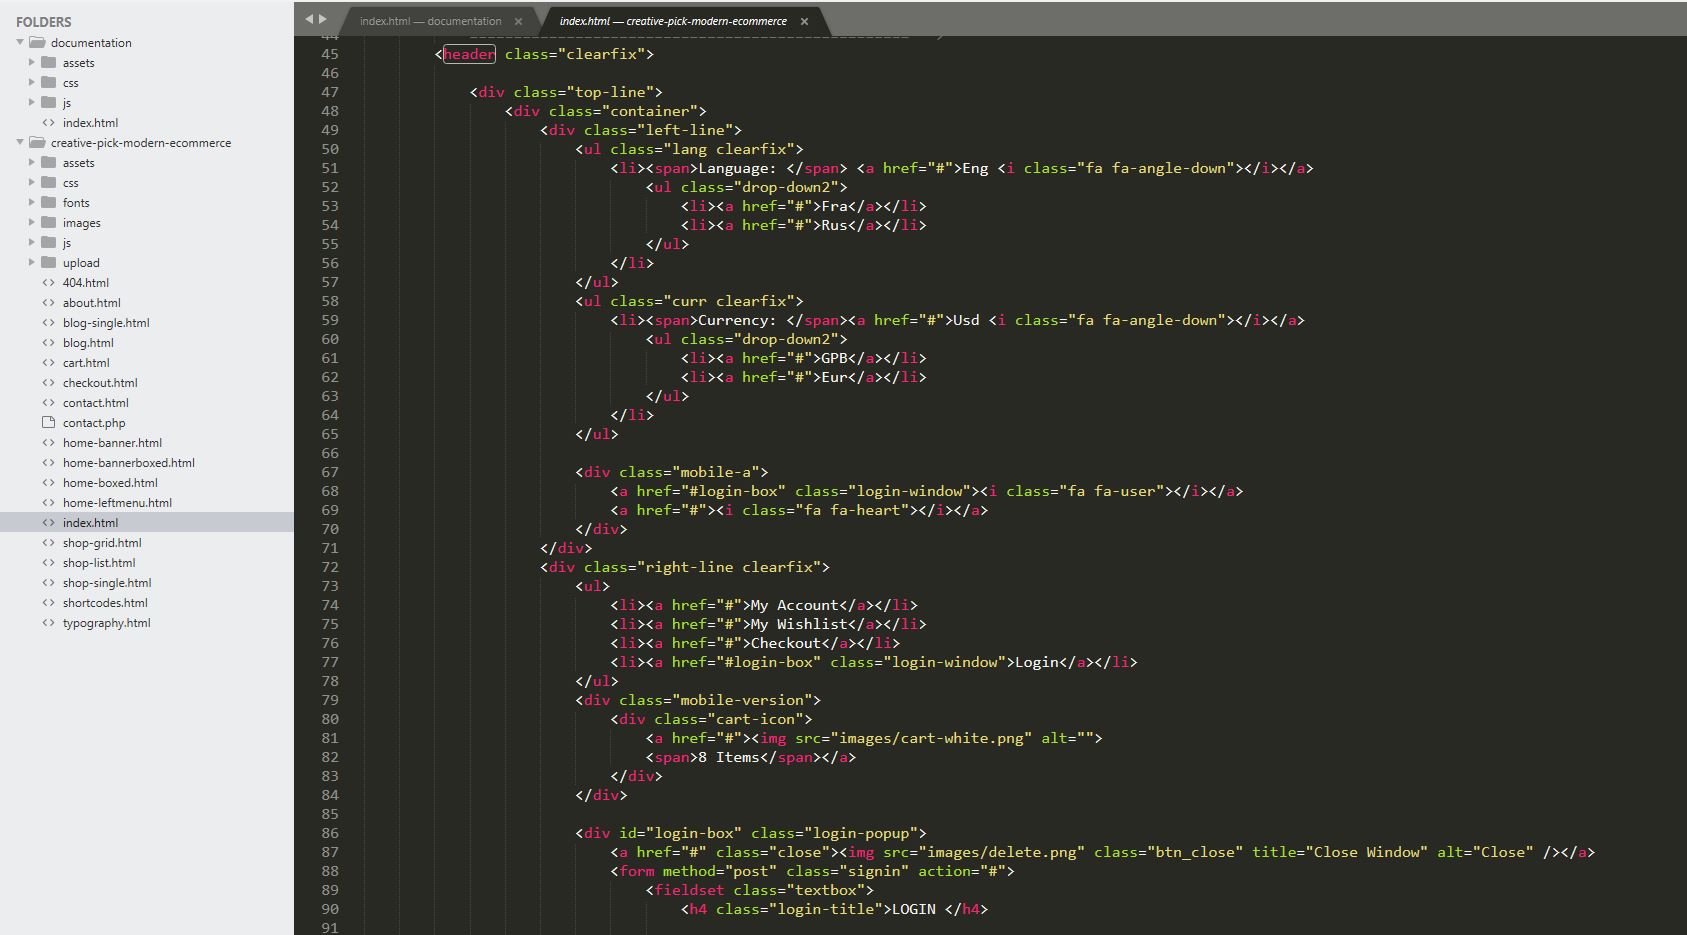 FOLDERS
documentation
assets
css
js
index.html
creative-pick-modern-ecommerce
assets
css
fonts
images
js
upload
404.html
about.html
blog-single.html
blog.html
cart.html
checkout.html
contact.html
contact.php
home-banner.html
home-bannerboxed.html
home-boxed.html
home-leftmenu.html
index.html
shop-grid.html
shop-list.html
shop-single.html
shortcodes.html
typography.html
index.html — documentation ×
index.html — creative-pick-modern-ecommerce ×
44
45 <header class="clearfix">
46
47 <div class="top-line">
48 <div class="container">
49 <div class="left-line">
50 <ul class="lang clearfix">
51 <li><span>Language: </span> <a href="#">Eng <i class="fa fa-angle-down"></i></a>
52 <ul class="drop-down2">
53 <li><a href="#">Fra</a></li>
54 <li><a href="#">Rus</a></li>
55 </ul>
56 </li>
57 </ul>
58 <ul class="curr clearfix">
59 <li><span>Currency: </span><a href="#">Usd <i class="fa fa-angle-down"></i></a>
60 <ul class="drop-down2">
61 <li><a href="#">GPB</a></li>
62 <li><a href="#">Eur</a></li>
63 </ul>
64 </li>
65 </ul>
66
67 <div class="mobile-a">
68 <a href="#login-box" class="login-window"><i class="fa fa-user"></i></a>
69 <a href="#"><i class="fa fa-heart"></i></a>
70 </div>
71 </div>
72 <div class="right-line clearfix">
73 <ul>
74 <li><a href="#">My Account</a></li>
75 <li><a href="#">My Wishlist</a></li>
76 <li><a href="#">Checkout</a></li>
77 <li><a href="#login-box" class="login-window">Login</a></li>
78 </ul>
79 <div class="mobile-version">
80 <div class="cart-icon">
81 <a href="#"><img src="images/cart-white.png" alt="">
82 <span>8 Items</span></a>
83 </div>
84 </div>
85
86 <div id="login-box" class="login-popup">
87 <a href="#" class="close"><img src="images/delete.png" class="btn_close" title="Close Window" alt="Close" /></a>
88 <form method="post" class="signin" action="#">
89 <fieldset class="textbox">
90 <h4 class="login-title">LOGIN </h4>
91